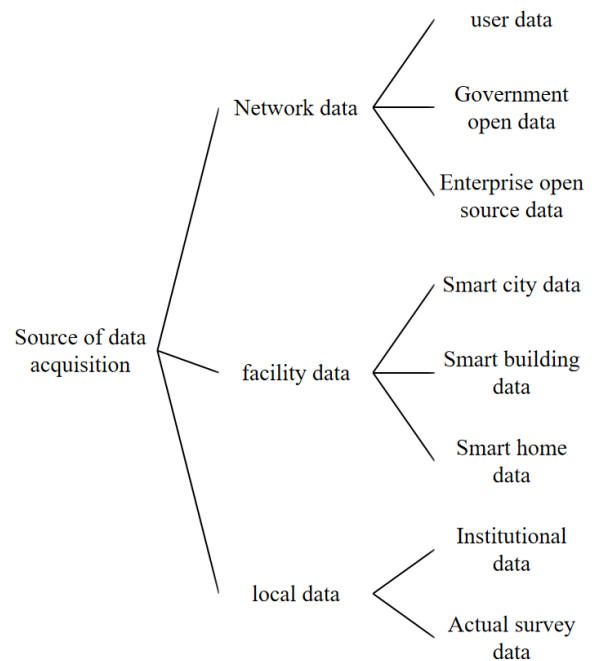 user data
Network data
Government
open data
Enterprise open
source data
Source of data
acquisition
facility data
Smart city data
Smart building
data
Smart home
data
local data
Institutional
data
Actual survey
data